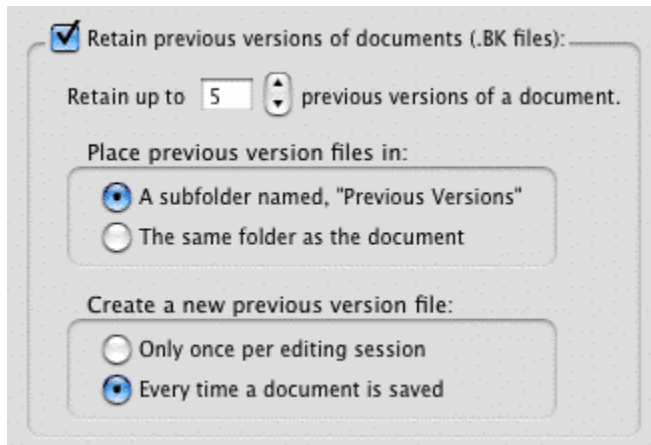 Retain previous versions of documents (.BK files):
Retain up to 5 previous versions of a document.
Place previous version files in:
A subfolder named, "Previous Versions"
The same folder as the document
Create a new previous version file:
Only once per editing session
Every time a document is saved